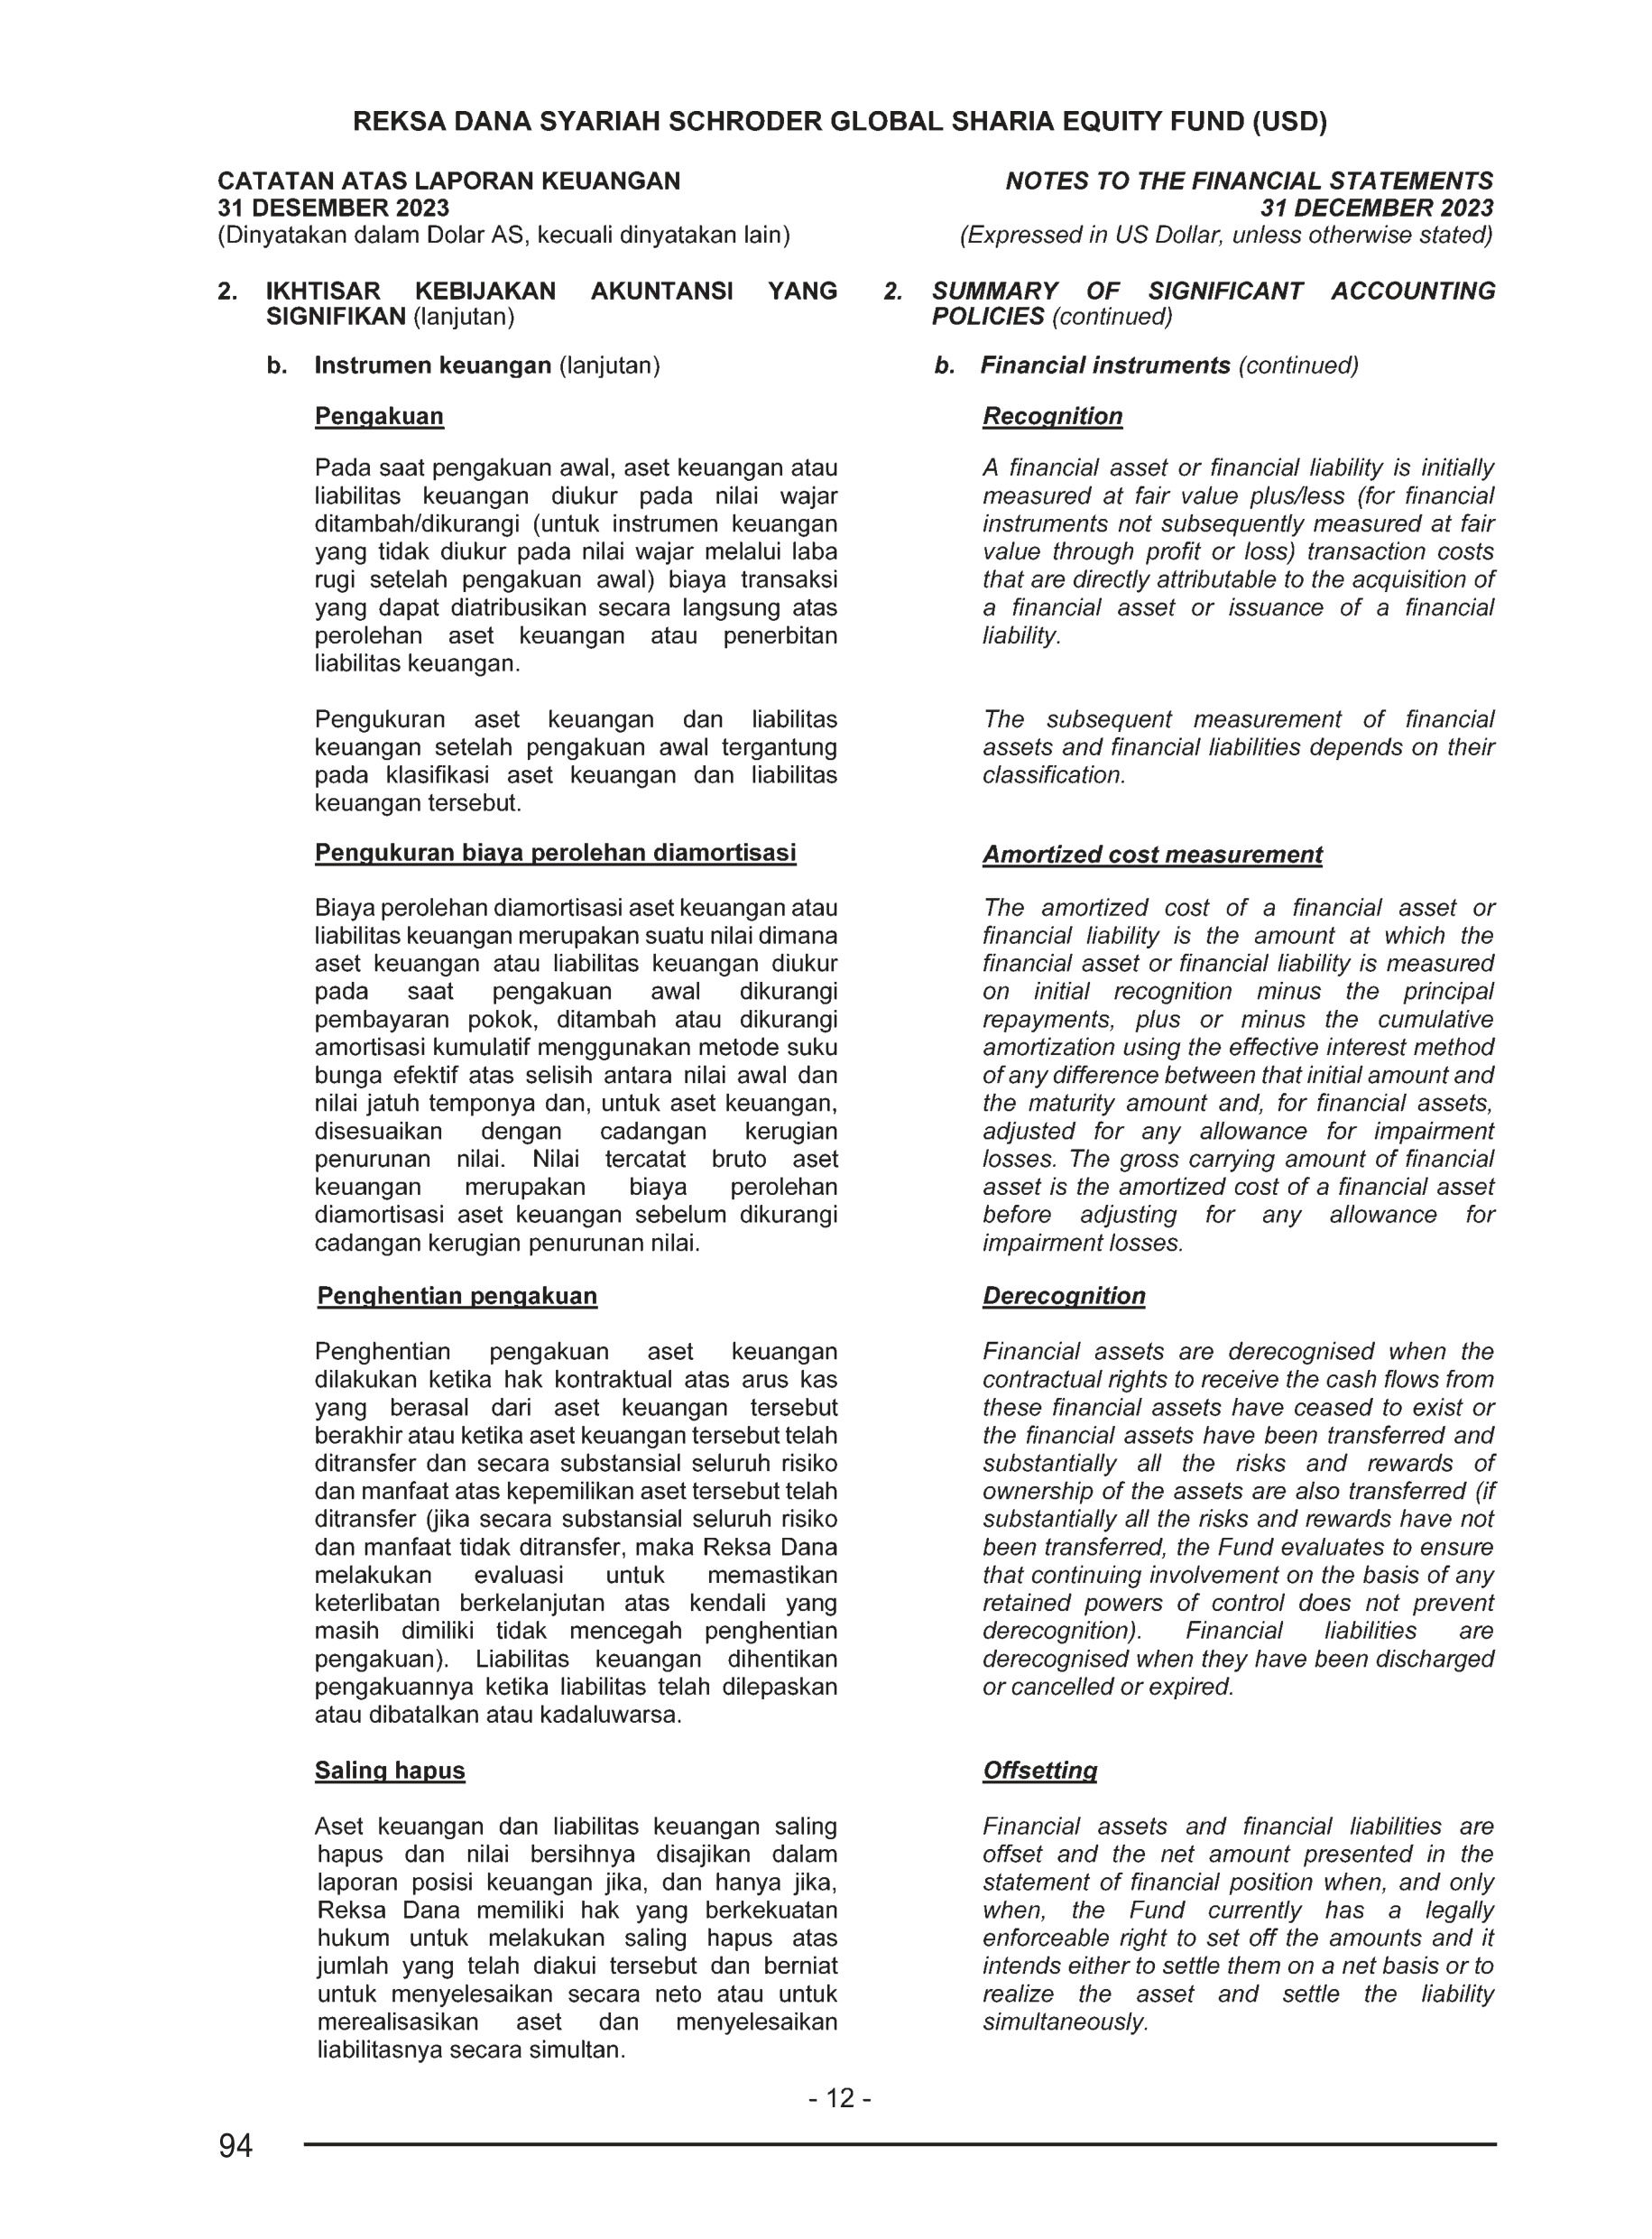 REKSA DANA SYARIAH SCHRODER GLOBAL SHARIA EQUITY FUND (USD)
CATATAN ATAS LAPORAN KEUANGAN
31 DESEMBER 2023
(Dinyatakan dalam Dolar AS, kecuali dinyatakan lain)
NOTES TO THE FINANCIAL STATEMENTS
31 DECEMBER 2023
(Expressed in US Dollar, unless otherwise stated)
2. IKHTISAR KEBIJAKAN AKUNTANSI YANG
SIGNIFIKAN (lanjutan)
b. Instrumen keuangan (lanjutan)
Pengakuan
Pada saat pengakuan awal, aset keuangan atau
liabilitas keuangan diukur pada nilai wajar
ditambah/dikurangi (untuk instrumen keuangan
yang tidak diukur pada nilai wajar melalui laba
rugi setelah pengakuan awal) biaya transaksi
yang dapat diatribusikan secara langsung atas
perolehan aset keuangan atau penerbitan
liabilitas keuangan.
Pengukuran aset keuangan dan liabilitas
keuangan setelah pengakuan awal tergantung
pada klasifikasi aset keuangan dan liabilitas
keuangan tersebut.
Pengukuran biaya perolehan diamortisasi
Biaya perolehan diamortisasi aset keuangan atau
liabilitas keuangan merupakan suatu nilai dimana
aset keuangan atau liabilitas keuangan diukur
pada saat pengakuan awal dikurangi
pembayaran pokok, ditambah atau dikurangi
amortisasi kumulatif menggunakan metode suku
bunga efektif atas selisih antara nilai awal dan
nilai jatuh temponya dan, untuk aset keuangan,
disesuaikan dengan cadangan kerugian
penurunan nilai. Nilai tercatat bruto aset
keuangan merupakan biaya perolehan
diamortisasi aset keuangan sebelum dikurangi
cadangan kerugian penurunan nilai.
Penghentian pengakuan
Penghentian pengakuan aset keuangan
dilakukan ketika hak kontraktual atas arus kas
yang berasal dari aset keuangan tersebut
berakhir atau ketika aset keuangan tersebut telah
ditransfer dan secara substansial seluruh risiko
dan manfaat atas kepemilikan aset tersebut telah
ditransfer (jika secara substansial seluruh risiko
dan manfaat tidak ditransfer, maka Reksa Dana
melakukan evaluasi untuk memastikan
keterlibatan berkelanjutan atas kendali yang
masih dimiliki tidak mencegah penghentian
pengakuan). Liabilitas keuangan dihentikan
pengakuannya ketika liabilitas telah dilepaskan
atau dibatalkan atau kadaluwarsa.
Saling hapus
Aset keuangan dan liabilitas keuangan saling
hapus dan nilai bersihnya disajikan dalam
laporan posisi keuangan jika, dan hanya jika,
Reksa Dana memiliki hak yang berkekuatan
hukum untuk melakukan saling hapus atas
jumlah yang telah diakui tersebut dan berniat
untuk menyelesaikan secara neto atau untuk
merealisasikan aset dan menyelesaikan
liabilitasnya secara simultan.
2. SUMMARY OF SIGNIFICANT ACCOUNTING
POLICIES (continued)
b. Financial instruments (continued)
Recognition
A financial asset or financial liability is initially
measured at fair value plus/less (for financial
instruments not subsequently measured at fair
value through profit or loss) transaction costs
that are directly attributable to the acquisition of
a financial asset or issuance of a financial
liability.
The subsequent measurement of financial
assets and financial liabilities depends on their
classification.
Amortized cost measurement
The amortized cost of a financial asset or
financial liability is the amount at which the
financial asset or financial liability is measured
on initial recognition minus the principal
repayments, plus or minus the cumulative
amortization using the effective interest method
of any difference between that initial amount and
the maturity amount and, for financial assets,
adjusted for any allowance for impairment
losses. The gross carrying amount of financial
asset is the amortized cost of a financial asset
before adjusting for any allowance for
impairment losses.
Derecognition
Financial assets are derecognised when the
contractual rights to receive the cash flows from
these financial assets have ceased to exist or
the financial assets have been transferred and
substantially all the risks and rewards of
ownership of the assets are also transferred (if
substantially all the risks and rewards have not
been transferred, the Fund evaluates to ensure
that continuing involvement on the basis of any
retained powers of control does not prevent
derecognition). Financial liabilities are
derecognised when they have been discharged
or cancelled or expired.
Offsetting
Financial assets and financial liabilities are
offset and the net amount presented in the
statement of financial position when, and only
when, the Fund currently has a legally
enforceable right to set off the amounts and it
intends either to settle them on a net basis or to
realize the asset and settle the liability
simultaneously.
- 12 -
94